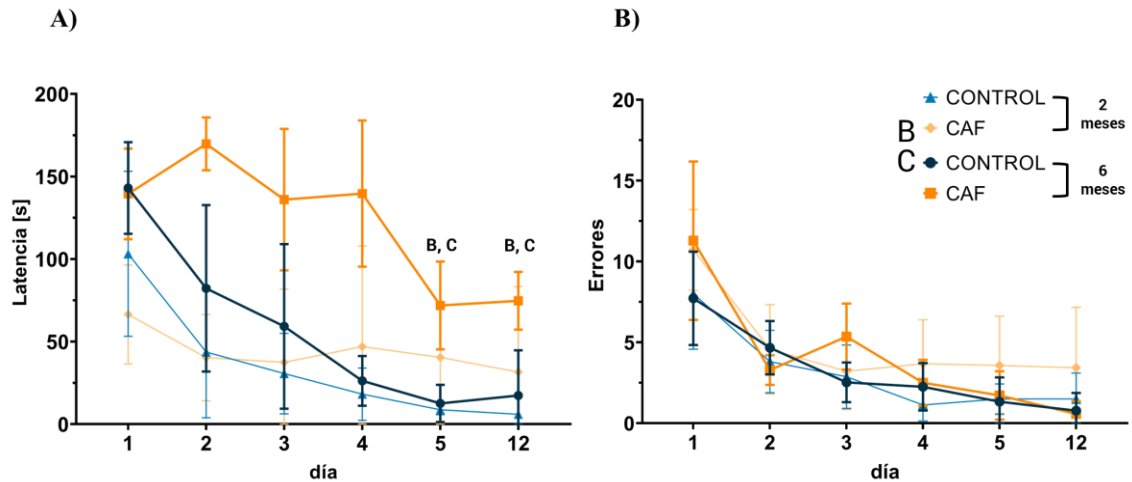 A)
B)
200
150
100
50
0
Latencia [s]
B, C
B, C
1 2 3 4 5 12
día
20
15
10
5
0
Errores
CONTROL
B CAF
2 meses
C CONTROL
CAF
6 meses
1 2 3 4 5 12
día